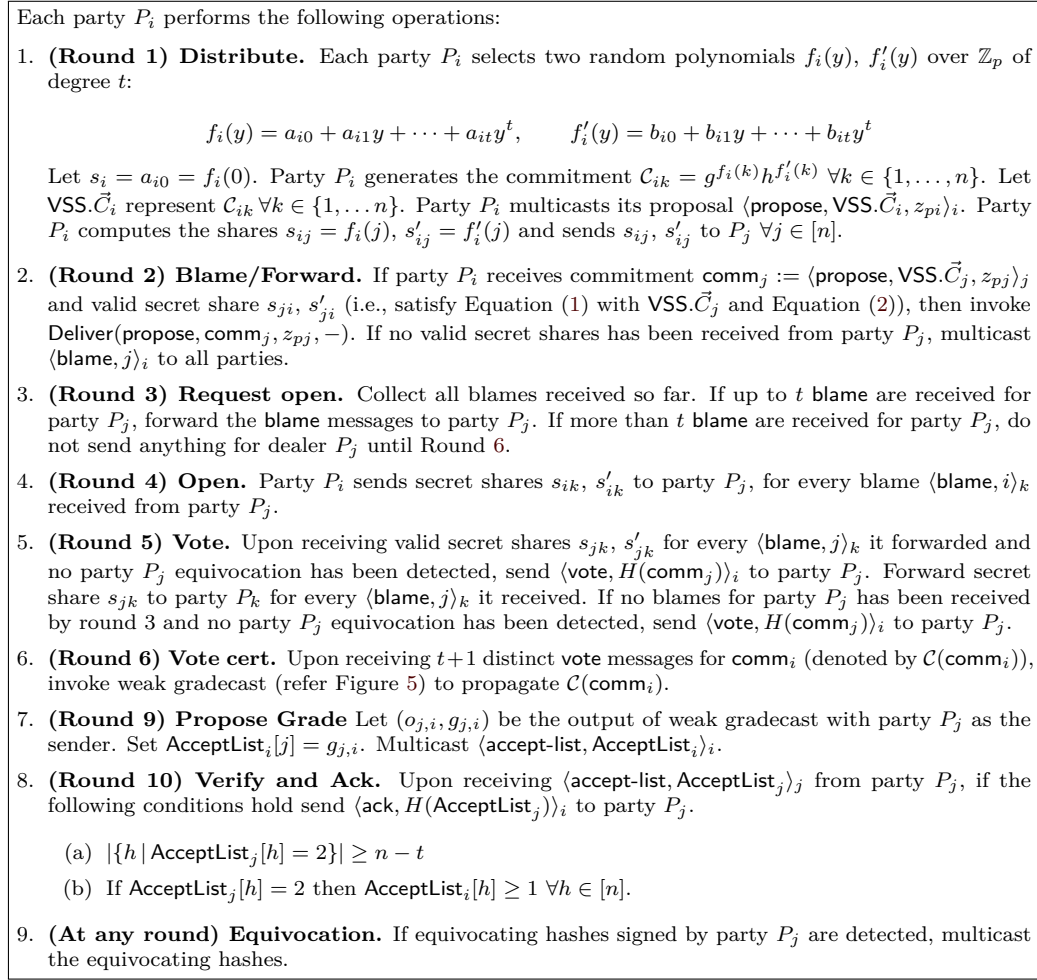 Each party P_i performs the following operations:
1. (Round 1) Distribute. Each party P_i selects two random polynomials f_i(y), f′_i(y) over ℤ_p of
degree t:
f_i(y) = a_{i0} + a_{i1}y + ⋯ + a_{it}y^t,    f′_i(y) = b_{i0} + b_{i1}y + ⋯ + b_{it}y^t
Let s_i = a_{i0} = f_i(0). Party P_i generates the commitment 𝒞_{ik} = g^{f_i(k)}h^{f′_i(k)} ∀k ∈ {1, …, n}. Let
VSS.C⃗_i represent 𝒞_{ik} ∀k ∈ {1, … n}. Party P_i multicasts its proposal ⟨propose, VSS.C⃗_i, z_{pi}⟩_i. Party
P_i computes the shares s_{ij} = f_i(j), s′_{ij} = f′_i(j) and sends s_{ij}, s′_{ij} to P_j ∀j ∈ [n].
2. (Round 2) Blame/Forward. If party P_i receives commitment comm_j := ⟨propose, VSS.C⃗_j, z_{pj}⟩_j
and valid secret share s_{ji}, s′_{ji} (i.e., satisfy Equation (1) with VSS.C⃗_j and Equation (2)), then invoke
Deliver(propose, comm_j, z_{pj}, −). If no valid secret shares has been received from party P_j, multicast
⟨blame, j⟩_i to all parties.
3. (Round 3) Request open. Collect all blames received so far. If up to t blame are received for
party P_j, forward the blame messages to party P_j. If more than t blame are received for party P_j, do
not send anything for dealer P_j until Round 6.
4. (Round 4) Open. Party P_i sends secret shares s_{ik}, s′_{ik} to party P_j, for every blame ⟨blame, i⟩_k
received from party P_j.
5. (Round 5) Vote. Upon receiving valid secret shares s_{jk}, s′_{jk} for every ⟨blame, j⟩_k it forwarded and
no party P_j equivocation has been detected, send ⟨vote, H(comm_j)⟩_i to party P_j. Forward secret
share s_{jk} to party P_k for every ⟨blame, j⟩_k it received. If no blames for party P_j has been received
by round 3 and no party P_j equivocation has been detected, send ⟨vote, H(comm_j)⟩_i to party P_j.
6. (Round 6) Vote cert. Upon receiving t+1 distinct vote messages for comm_i (denoted by 𝒞(comm_i)),
invoke weak gradecast (refer Figure 5) to propagate 𝒞(comm_i).
7. (Round 9) Propose Grade Let (o_{j,i}, g_{j,i}) be the output of weak gradecast with party P_j as the
sender. Set AcceptList_i[j] = g_{j,i}. Multicast ⟨accept-list, AcceptList_i⟩_i.
8. (Round 10) Verify and Ack. Upon receiving ⟨accept-list, AcceptList_j⟩_j from party P_j, if the
following conditions hold send ⟨ack, H(AcceptList_j)⟩_i to party P_j.
(a) |{h | AcceptList_j[h] = 2}| ≥ n − t
(b) If AcceptList_j[h] = 2 then AcceptList_i[h] ≥ 1 ∀h ∈ [n].
9. (At any round) Equivocation. If equivocating hashes signed by party P_j are detected, multicast
the equivocating hashes.